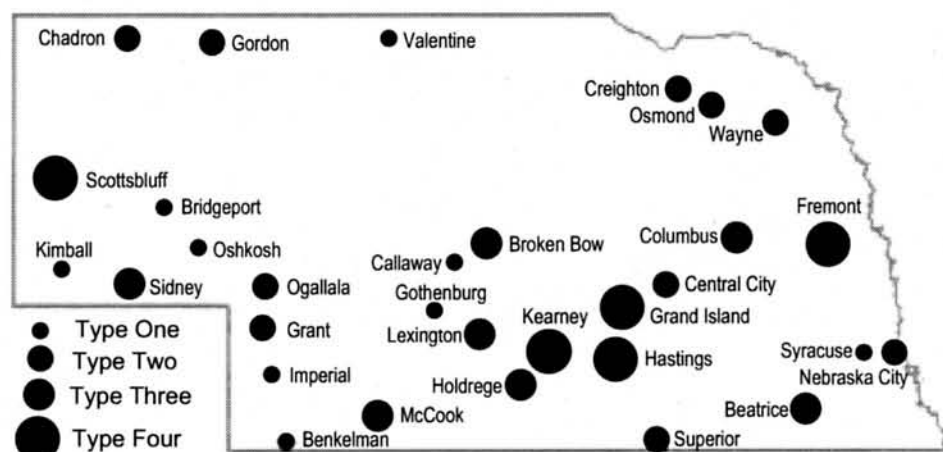 Chadron
Gordon
Valentine
Creighton
Osmond
Wayne
Scottsbluff
Bridgeport
Fremont
Kimball
Oshkosh
Broken Bow
Columbus
Callaway
Sidney
Ogallala
Central City
Gothenburg
Grand Island
Type One
Grant
Lexington
Kearney
Type Two
Imperial
Hastings
Syracuse
Nebraska City
Type Three
Holdrege
McCook
Beatrice
Type Four
Benkelman
Superior